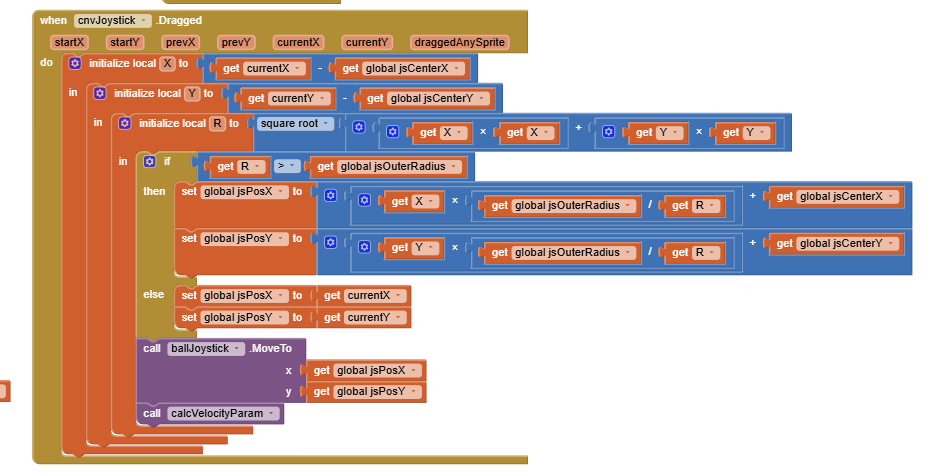 when cnvJoystick .Dragged
startX startY prevX prevY currentX currentY draggedAnySprite
do initialize local X to get currentX - get global jsCenterX
in initialize local Y to get currentY - get global jsCenterY
in initialize local R to square root get X × get X + get Y × get Y
in if get R > get global jsOuterRadius
then set global jsPosX to get X × get global jsOuterRadius / get R + get global jsCenterX
set global jsPosY to get Y × get global jsOuterRadius / get R + get global jsCenterY
else set global jsPosX to get currentX
set global jsPosY to get currentY
call ballJoystick .MoveTo
x get global jsPosX
y get global jsPosY
call calcVelocityParam